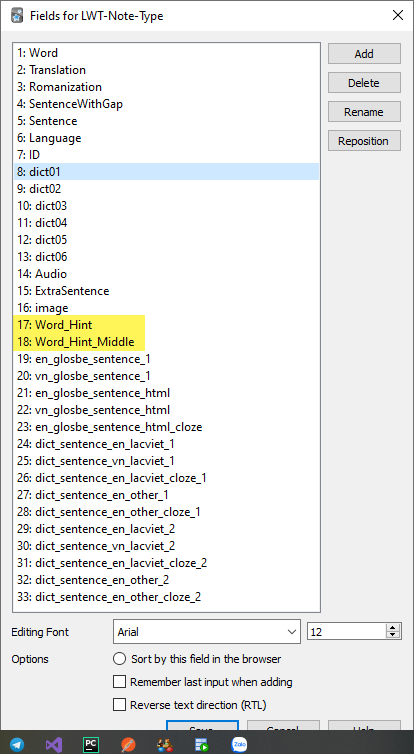 Fields for LWT-Note-Type
1: Word
2: Translation
3: Romanization
4: SentenceWithGap
5: Sentence
6: Language
7: ID
8: dict01
9: dict02
10: dict03
11: dict04
12: dict05
13: dict06
14: Audio
15: ExtraSentence
16: image
17: Word_Hint
18: Word_Hint_Middle
19: en_glosbe_sentence_1
20: vn_glosbe_sentence_1
21: en_glosbe_sentence_html
22: vn_glosbe_sentence_html
23: en_glosbe_sentence_html_cloze
24: dict_sentence_en_lacviet_1
25: dict_sentence_vn_lacviet_1
26: dict_sentence_en_lacviet_cloze_1
27: dict_sentence_en_other_1
28: dict_sentence_en_other_cloze_1
29: dict_sentence_en_lacviet_2
30: dict_sentence_vn_lacviet_2
31: dict_sentence_en_lacviet_cloze_2
32: dict_sentence_en_other_2
33: dict_sentence_en_other_cloze_2
Add
Delete
Rename
Reposition
Editing Font
Arial
12
Options
Sort by this field in the browser
Remember last input when adding
Reverse text direction (RTL)
Save
Cancel
Help
PC
Zalo